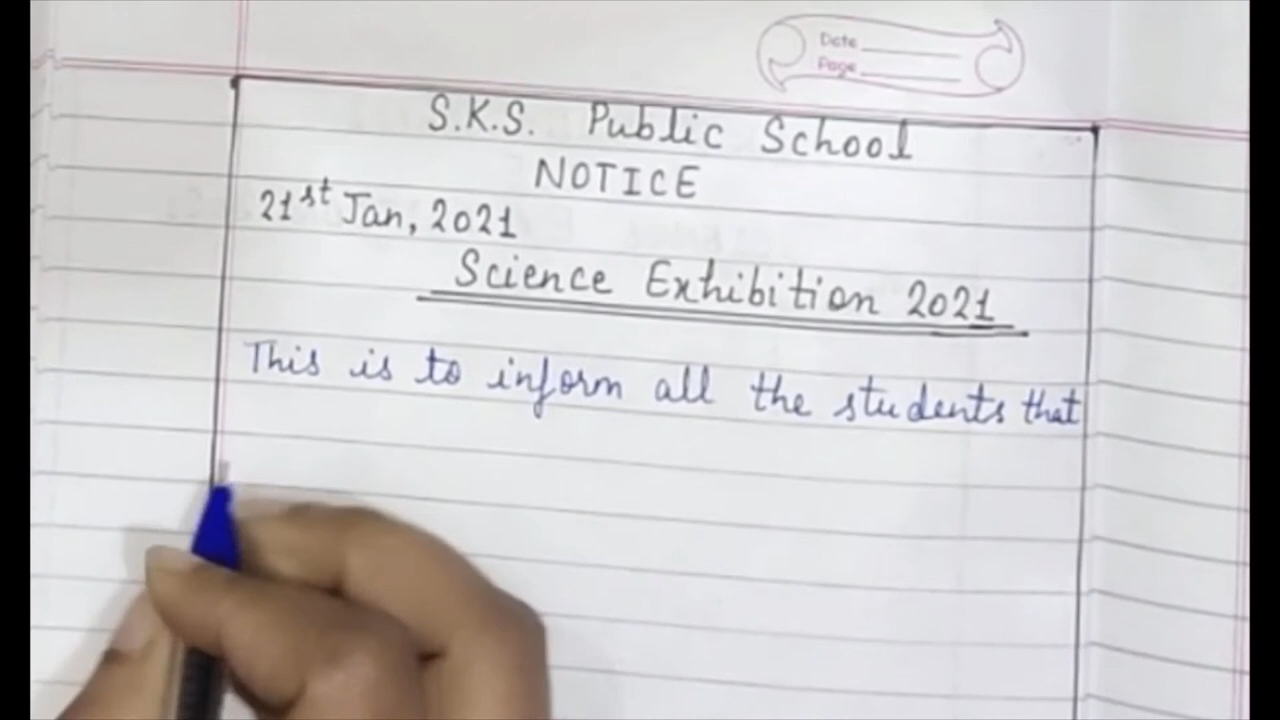 Date
Page
S.K.S. Public School
NOTICE
21st Jan, 2021
Science Exhibition 2021
This is to inform all the students that